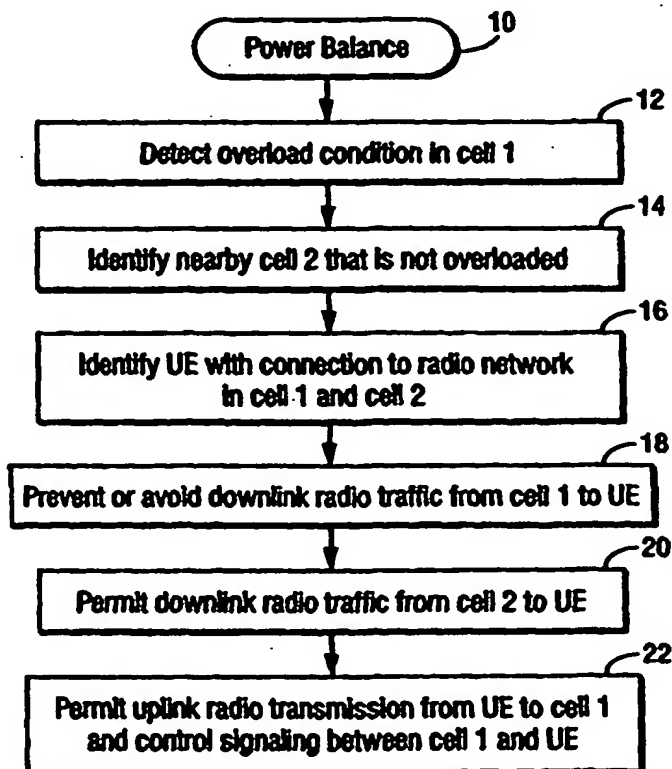 10
Power Balance
12
Detect overload condition in cell 1
14
Identify nearby cell 2 that is not overloaded
16
Identify UE with connection to radio network
in cell 1 and cell 2
18
Prevent or avoid downlink radio traffic from cell 1 to UE
20
Permit downlink radio traffic from cell 2 to UE
22
Permit uplink radio transmission from UE to cell 1
and control signaling between cell 1 and UE